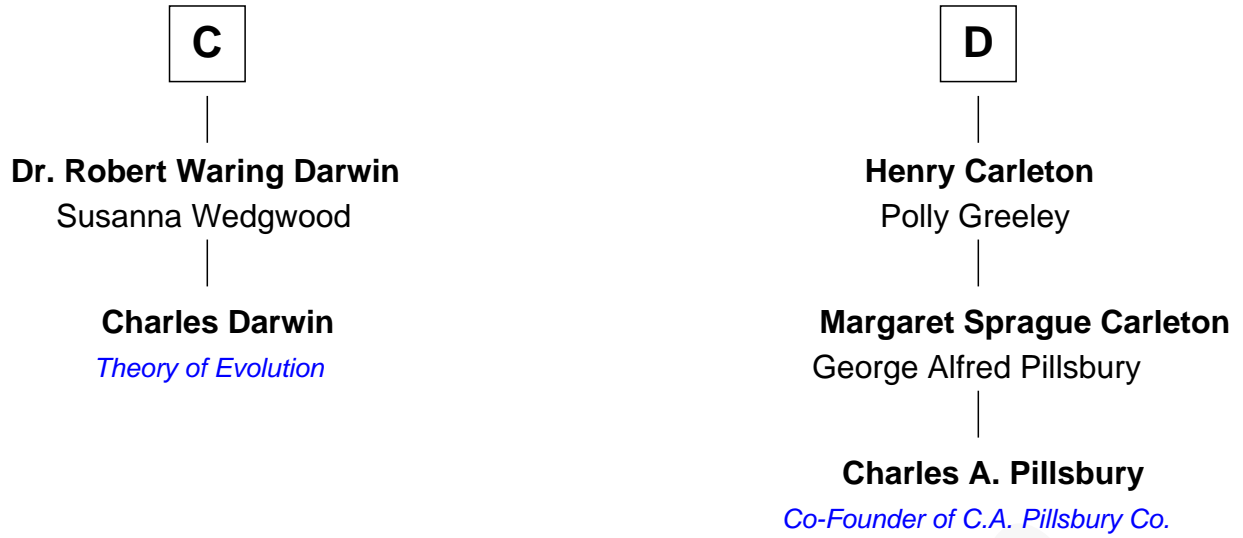 C
Dr. Robert Waring Darwin
Susanna Wedgwood
Charles Darwin
Theory of Evolution
D
Henry Carleton
Polly Greeley
Margaret Sprague Carleton
George Alfred Pillsbury
Charles A. Pillsbury
Co-Founder of C.A. Pillsbury Co.